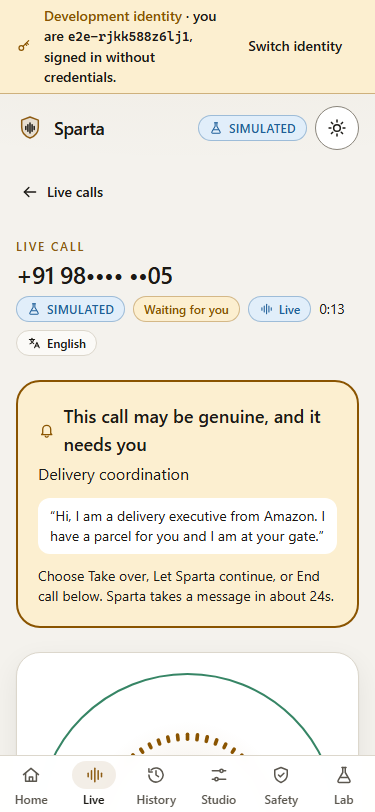 Development identity · you
are e2e-rjkk588z6lj1,
signed in without
credentials.
Switch identity
Sparta
SIMULATED
Live calls
LIVE CALL
+91 98•••• ••05
SIMULATED
Waiting for you
Live
0:13
English
This call may be genuine, and it
needs you
Delivery coordination
“Hi, I am a delivery executive from Amazon. I
have a parcel for you and I am at your gate.”
Choose Take over, Let Sparta continue, or End
call below. Sparta takes a message in about 24s.
Home
Live
History
Studio
Safety
Lab